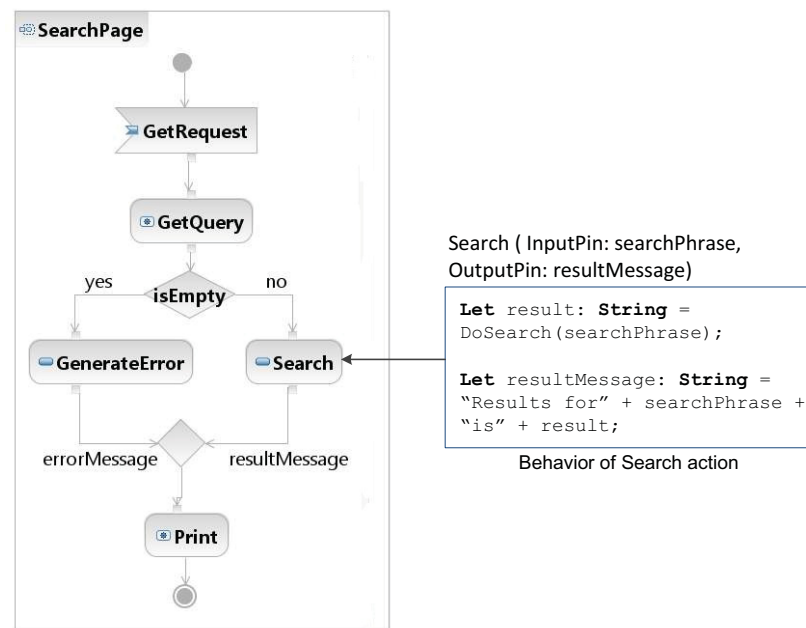 SearchPage
GetRequest
GetQuery
yes
isEmpty
no
GenerateError
Search
errorMessage
resultMessage
Print
Search ( InputPin: searchPhrase,
OutputPin: resultMessage)
Let result: String =
DoSearch(searchPhrase);
Let resultMessage: String =
“Results for” + searchPhrase +
“is” + result;
Behavior of Search action